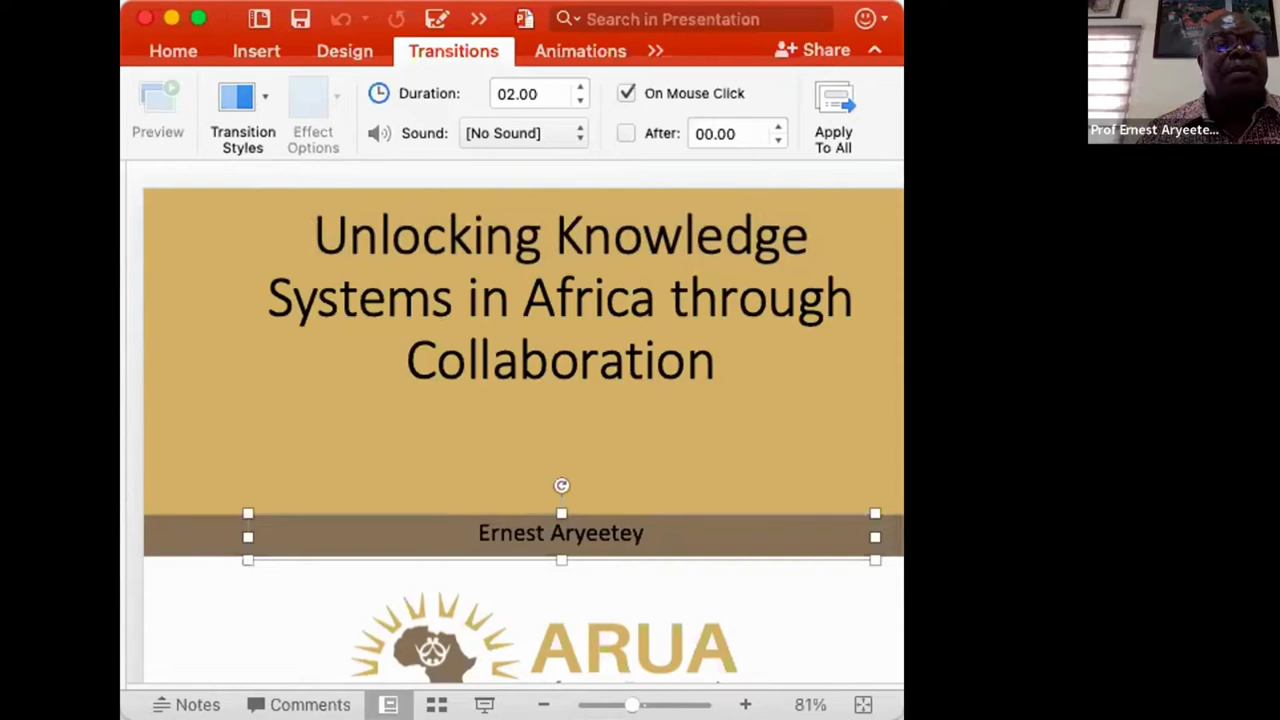 Search in Presentation
Home Insert Design Transitions Animations Share
Preview
Transition Styles
Effect Options
Duration: 02.00
Sound: [No Sound]
On Mouse Click
After: 00.00
Apply To All
Prof Ernest Aryeete...
Unlocking Knowledge
Systems in Africa through
Collaboration
Ernest Aryeetey
ARUA
Notes Comments 81%